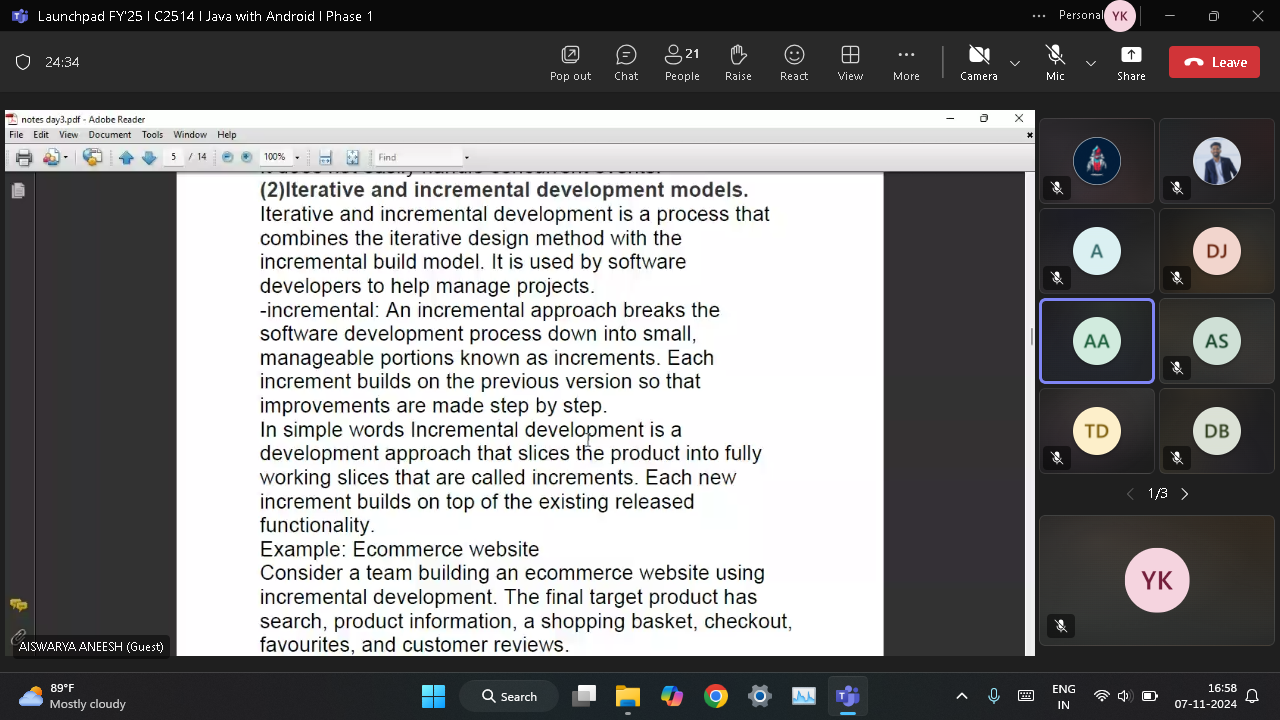 Launchpad FY'25 | C2514 | Java with Android | Phase 1
Personal
YK
24:34
Pop out
Chat
21
People
Raise
React
View
More
Camera
Mic
Share
Leave
notes day3.pdf - Adobe Reader
File Edit View Document Tools Window Help
5 / 14 100% Find
It does not easily handle concurrent events.
(2)Iterative and incremental development models.
Iterative and incremental development is a process that
combines the iterative design method with the
incremental build model. It is used by software
developers to help manage projects.
-incremental: An incremental approach breaks the
software development process down into small,
manageable portions known as increments. Each
increment builds on the previous version so that
improvements are made step by step.
In simple words Incremental development is a
development approach that slices the product into fully
working slices that are called increments. Each new
increment builds on top of the existing released
functionality.
Example: Ecommerce website
Consider a team building an ecommerce website using
incremental development. The final target product has
search, product information, a shopping basket, checkout,
favourites, and customer reviews.
AISWARYA ANEESH (Guest)
A
DJ
AA
AS
TD
DB
1/3
YK
89°F
Mostly cloudy
Search
ENG
IN
16:58
07-11-2024